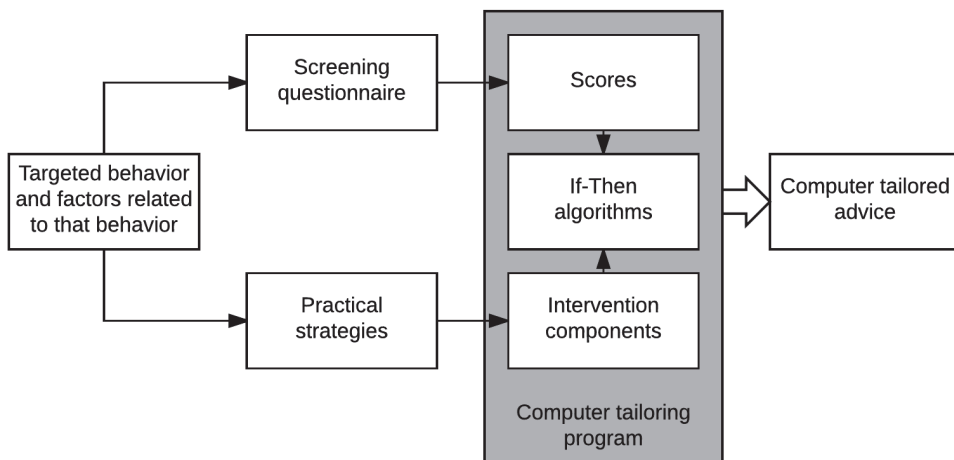 Screening
questionnaire
Scores
Targeted behavior
and factors related
to that behavior
If-Then
algorithms
Computer tailored
advice
Practical
strategies
Intervention
components
Computer tailoring
program